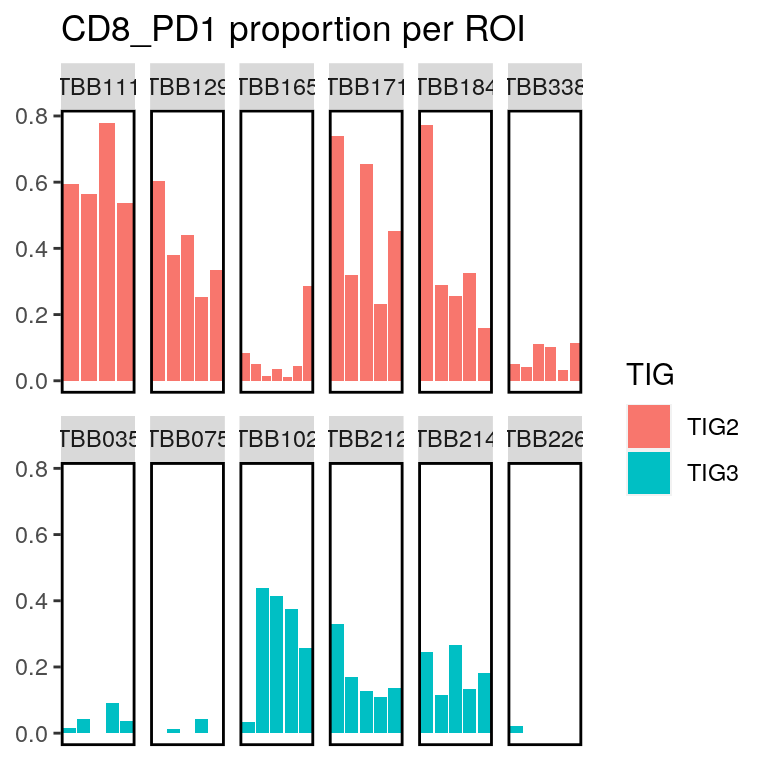 CD8_PD1 proportion per ROI
TBB111 TBB129 TBB165 TBB171 TBB184 TBB338
0.8
0.6
0.4
0.2
0.0
TBB035 TBB075 TBB102 TBB212 TBB214 TBB226
0.8
0.6
0.4
0.2
0.0
TIG
TIG2
TIG3